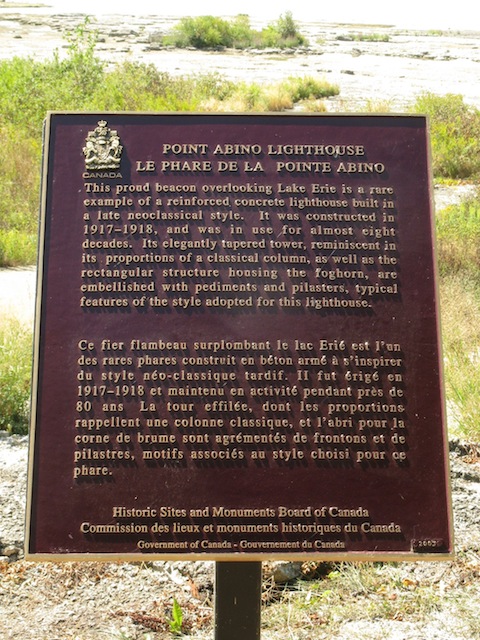 CANADA
POINT ABINO LIGHTHOUSE
LE PHARE DE LA POINTE ABINO
This proud beacon overlooking Lake Erie is a rare
example of a reinforced concrete lighthouse built in
a late neoclassical style. It was constructed in
1917-1918, and was in use for almost eight
decades. Its elegantly tapered tower, reminiscent in
its proportions of a classical column, as well as the
rectangular structure housing the foghorn, are
embellished with pediments and pilasters, typical
features of the style adopted for this lighthouse.
Ce fier flambeau surplombant le lac Erié est l'un
des rares phares construit en béton armé à s'inspirer
du style néo-classique tardif. Il fut érigé en
1917-1918 et maintenu en activité pendant près de
80 ans La tour effilée, dont les proportions
rappellent une colonne classique, et l'abri pour la
corne de brume sont agrémentés de frontons et de
pilastres, motifs associés au style choisi pour ce
phare.
Historic Sites and Monuments Board of Canada
Commission des lieux et monuments historiques du Canada
Government of Canada - Gouvernement du Canada